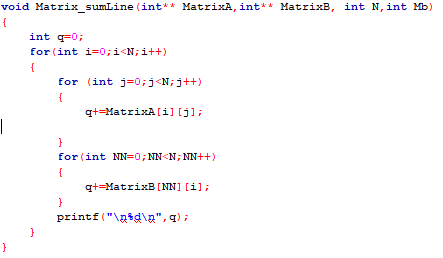 void Matrix_sumLine(int** MatrixA,int** MatrixB, int N,int Mb)
{
int q=0;
for(int i=0;i<N;i++)
{
for (int j=0;j<N;j++)
{
q+=MatrixA[i][j];
}
for(int NN=0;NN<N;NN++)
{
q+=MatrixB[NN][i];
}
printf("\n%d\n",q);
}
}